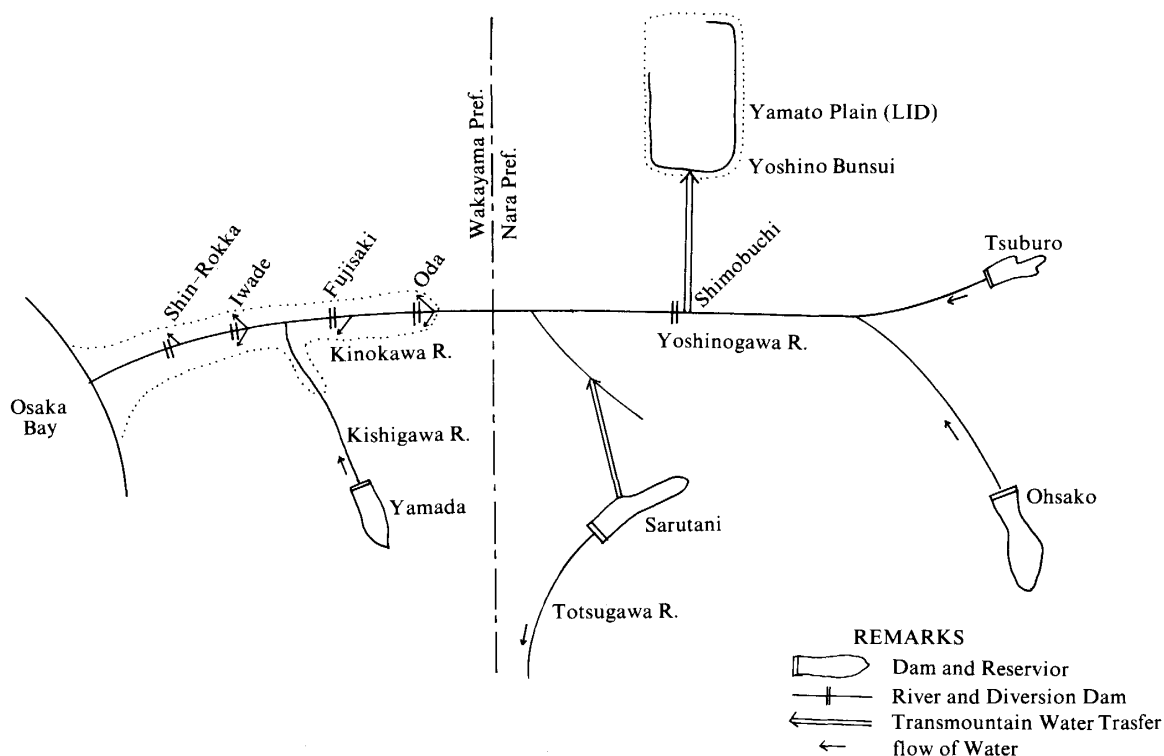 Wakayama Pref.
Nara Pref.
Yamato Plain (LID)
Yoshino Bunsui
Shin-Rokka
Iwade
Fujisaki
Oda
Shimobuchi
Tsuburo
Kinokawa R.
Yoshinogawa R.
Osaka
Bay
Kishigawa R.
Yamada
Sarutani
Ohsako
Totsugawa R.
REMARKS
Dam and Reservior
River and Diversion Dam
Transmountain Water Trasfer
flow of Water